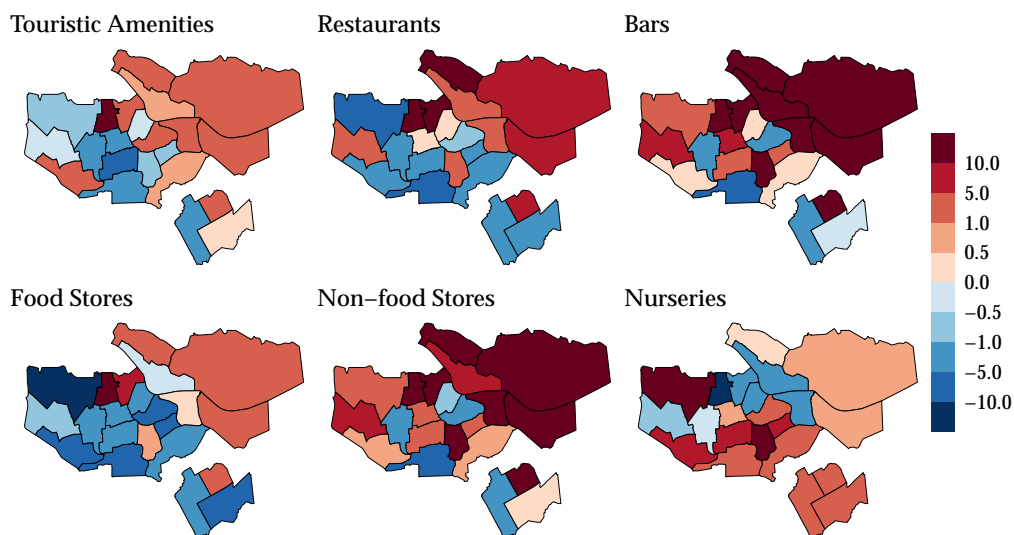 Touristic Amenities
Restaurants
Bars
Food Stores
Non−food Stores
Nurseries
10.0
5.0
1.0
0.5
0.0
−0.5
−1.0
−5.0
−10.0